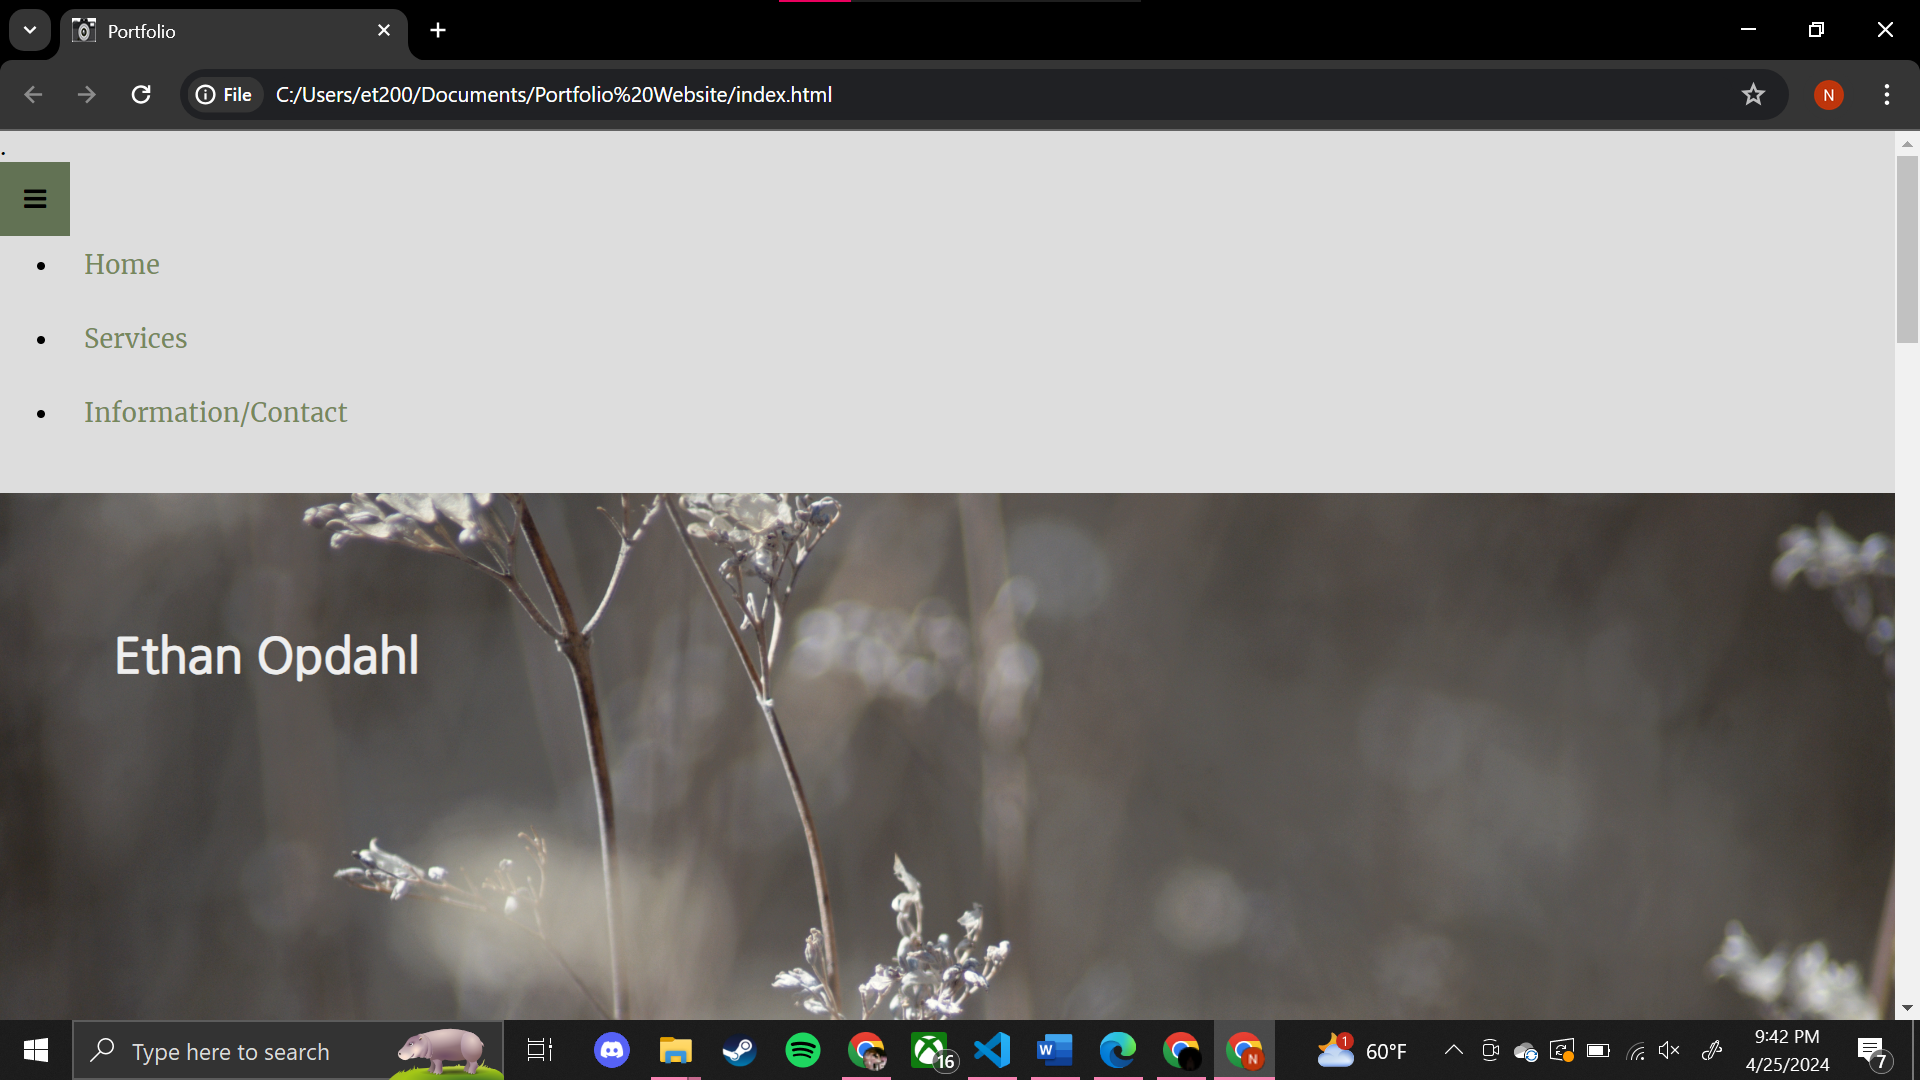 Portfolio
File C:/Users/et200/Documents/Portfolio%20Website/index.html N
.
Home
Services
Information/Contact
Ethan Opdahl
Type here to search
16
W
N
1
60°F
9:42 PM
4/25/2024
7